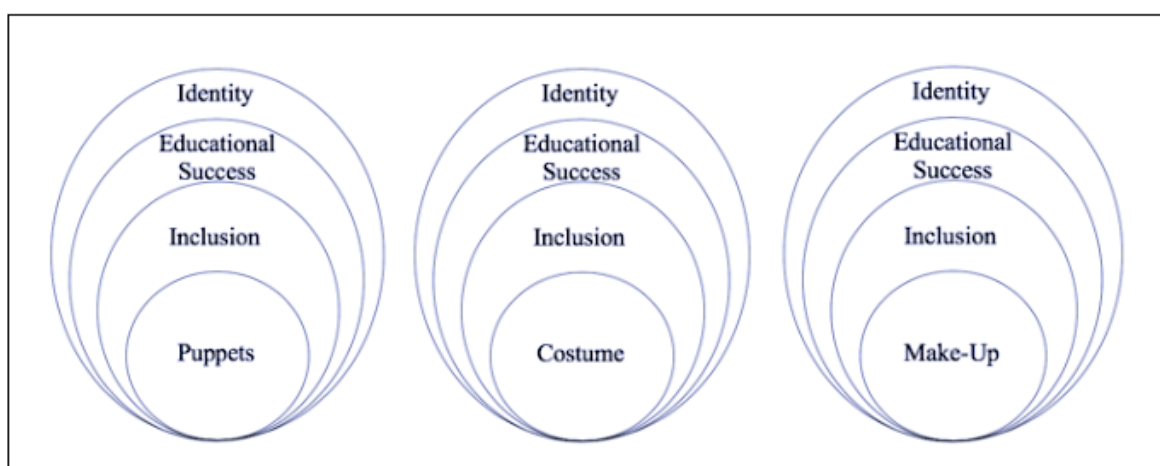 Identity
Educational
Success
Inclusion
Puppets
Identity
Educational
Success
Inclusion
Costume
Identity
Educational
Success
Inclusion
Make-Up